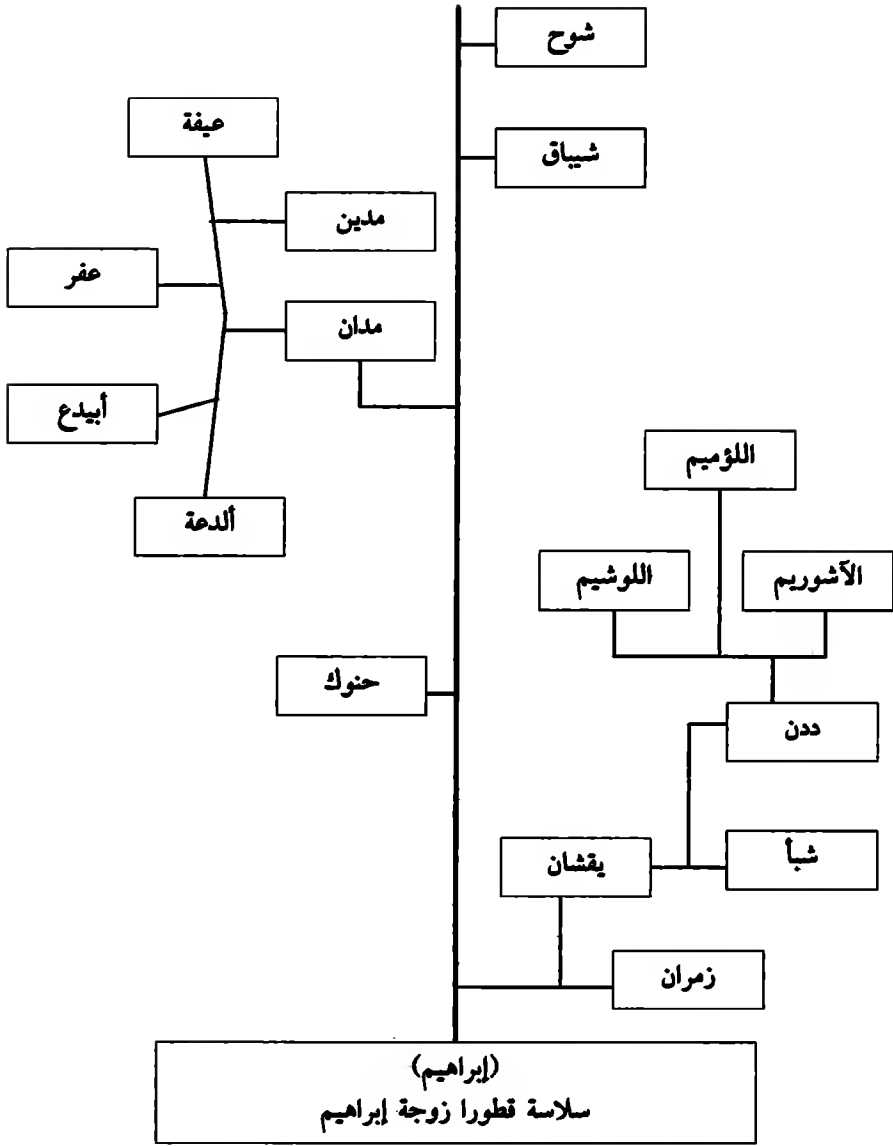 شوح
عيفة
شيباق
مدين
عفر
مدان
أبيدع
اللؤميم
ألدعة
الآشوريم
اللوشيم
حنوك
ددن
شبأ
يقشان
زمران
(إبراهيم)
سلاسة قطورا زوجة إبراهيم